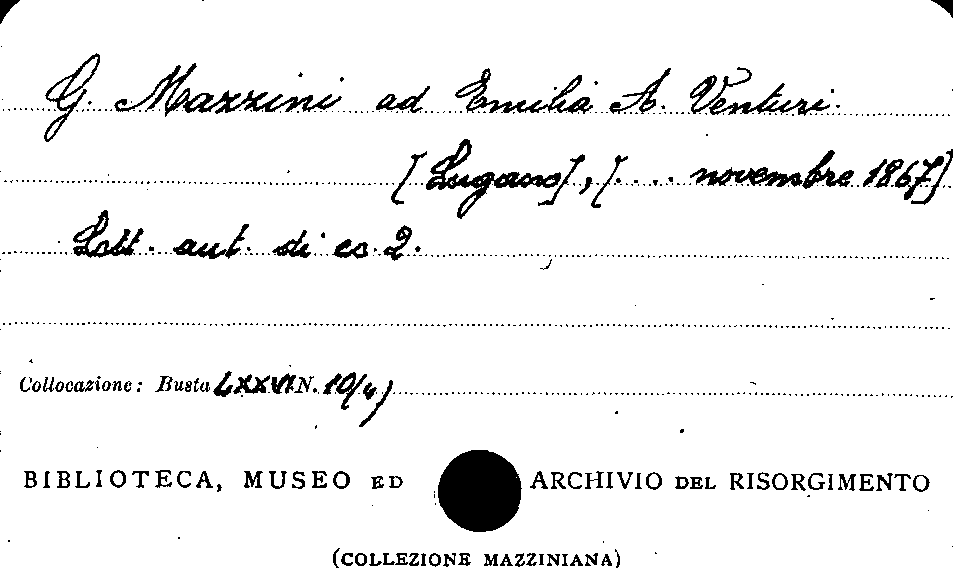 G. Mazzini ad Emilia A. Venturi.
[Lugano], [.... novembre 1867]
Lett. aut. di cc. 2.
Collocazione: Busta LXXVI N. 10/4)
BIBLIOTECA, MUSEO ED ARCHIVIO DEL RISORGIMENTO
(COLLEZIONE MAZZINIANA)